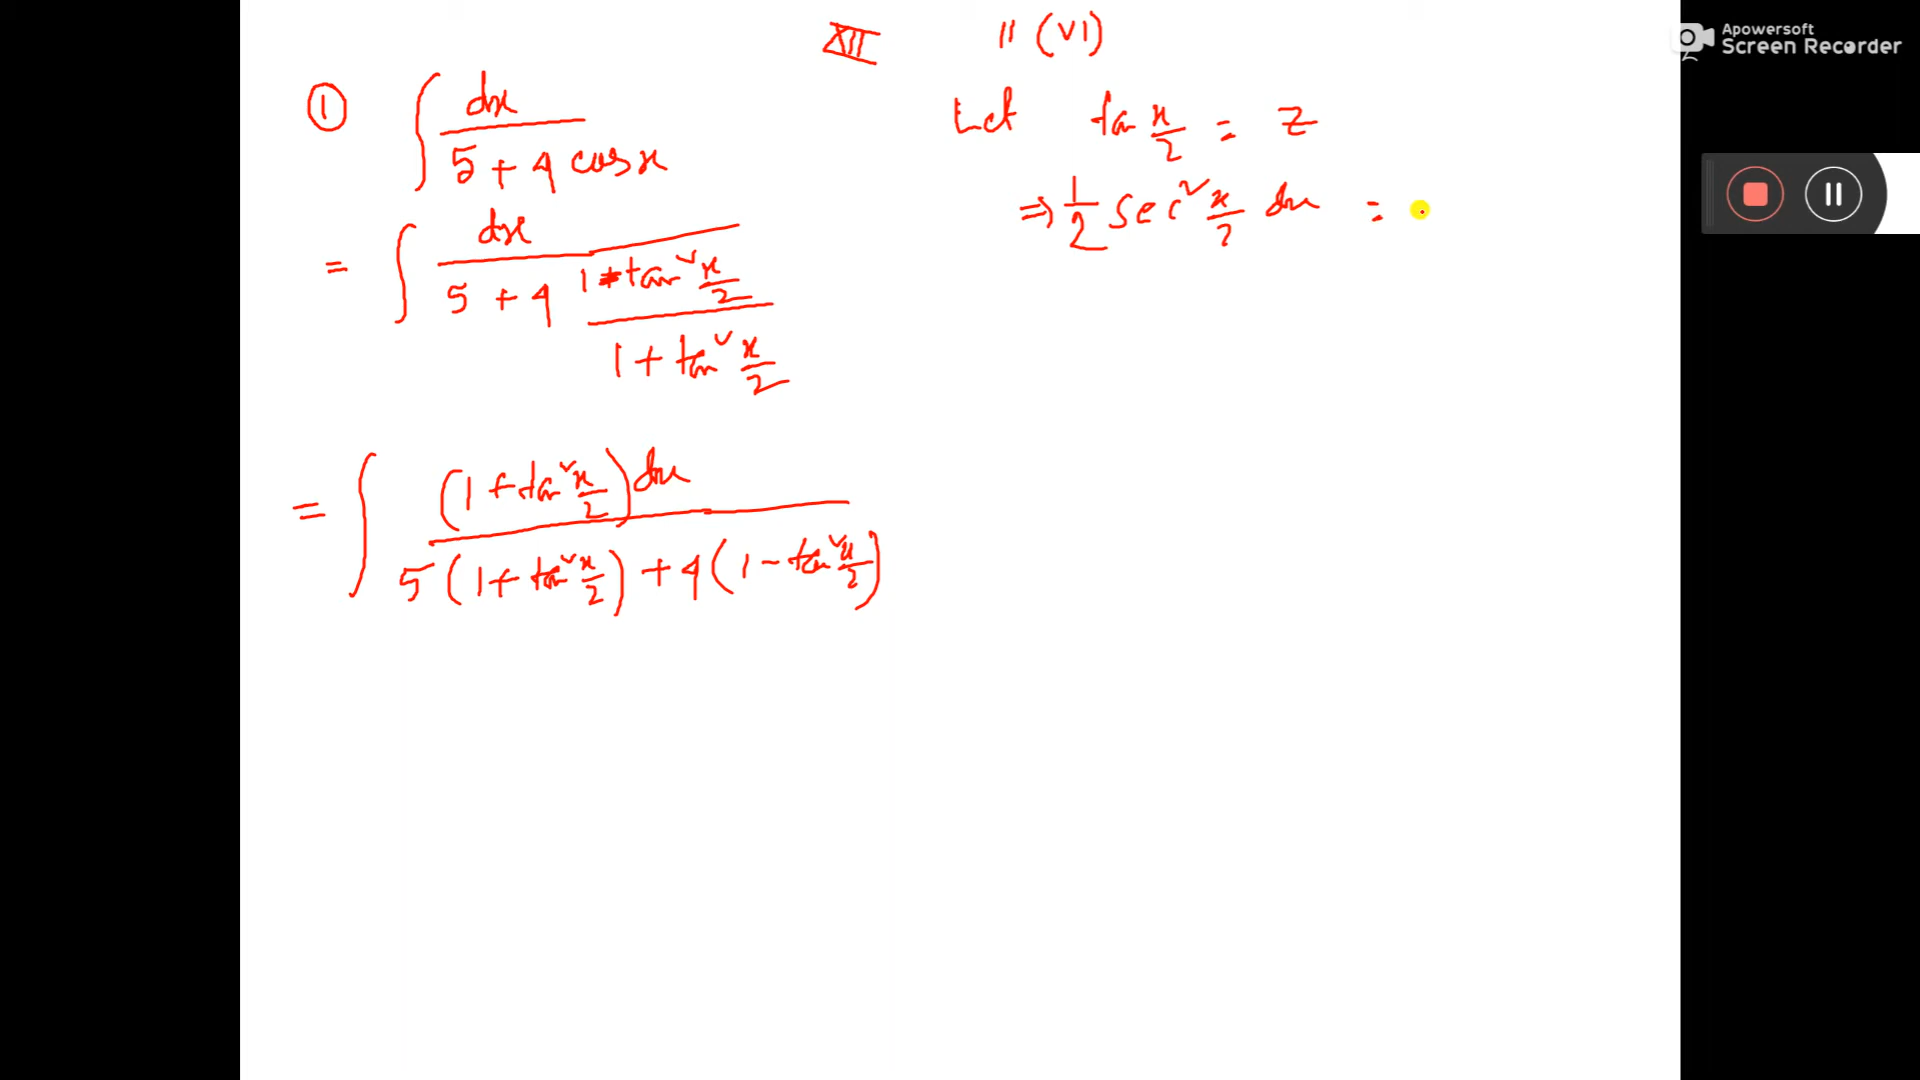 XII 11 (VI)
① ∫ dx / (5 + 4 cos x)
= ∫ dx / (5 + 4 (1 - tan² x/2) / (1 + tan² x/2))
= ∫ (1 + tan² x/2) dx / (5 (1 + tan² x/2) + 4 (1 - tan² x/2))
Let tan x/2 = z
⇒ 1/2 sec² x/2 dx =
Apowersoft
Screen Recorder